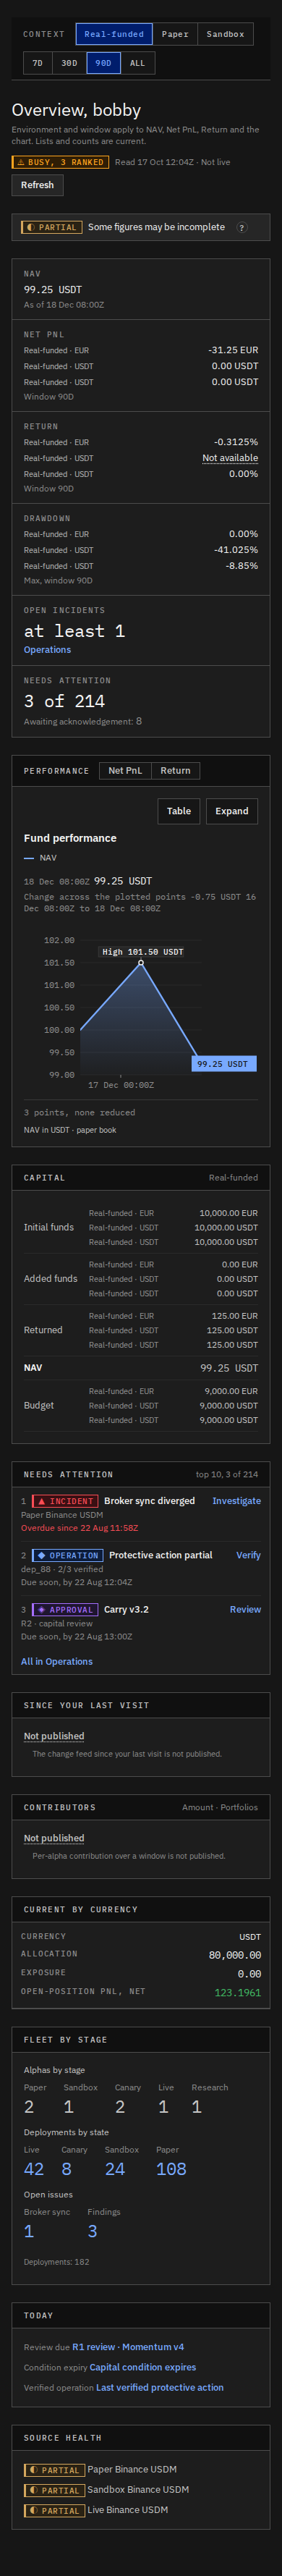 CONTEXT Real-funded Paper Sandbox
7D 30D 90D ALL
Overview, bobby
Environment and window apply to NAV, Net PnL, Return and the
chart. Lists and counts are current.
BUSY, 3 RANKED Read 17 Oct 12:04Z · Not live
Refresh
PARTIAL Some figures may be incomplete ?
NAV
99.25 USDT
As of 18 Dec 08:00Z
NET PNL
Real-funded · EUR -31.25 EUR
Real-funded · USDT 0.00 USDT
Real-funded · USDT 0.00 USDT
Window 90D
RETURN
Real-funded · EUR -0.3125%
Real-funded · USDT Not available
Real-funded · USDT 0.00%
Window 90D
DRAWDOWN
Real-funded · EUR 0.00%
Real-funded · USDT -41.025%
Real-funded · USDT -8.85%
Max, window 90D
OPEN INCIDENTS
at least 1
Operations
NEEDS ATTENTION
3 of 214
Awaiting acknowledgement: 8
PERFORMANCE Net PnL Return
Table Expand
Fund performance
NAV
18 Dec 08:00Z 99.25 USDT
Change across the plotted points -0.75 USDT 16
Dec 08:00Z to 18 Dec 08:00Z
102.00
High 101.50 USDT
101.50
101.00
100.50
100.00
99.50
99.25 USDT
99.00
17 Dec 00:00Z
3 points, none reduced
NAV in USDT · paper book
CAPITAL Real-funded
Real-funded · EUR 10,000.00 EUR
Initial funds Real-funded · USDT 10,000.00 USDT
Real-funded · USDT 10,000.00 USDT
Real-funded · EUR 0.00 EUR
Added funds Real-funded · USDT 0.00 USDT
Real-funded · USDT 0.00 USDT
Real-funded · EUR 125.00 EUR
Returned Real-funded · USDT 125.00 USDT
Real-funded · USDT 125.00 USDT
NAV 99.25 USDT
Real-funded · EUR 9,000.00 EUR
Budget Real-funded · USDT 9,000.00 USDT
Real-funded · USDT 9,000.00 USDT
NEEDS ATTENTION top 10, 3 of 214
1 INCIDENT Broker sync diverged Investigate
Paper Binance USDM
Overdue since 22 Aug 11:58Z
2 OPERATION Protective action partial Verify
dep_88 · 2/3 verified
Due soon, by 22 Aug 12:04Z
3 APPROVAL Carry v3.2 Review
R2 · capital review
Due soon, by 22 Aug 13:00Z
All in Operations
SINCE YOUR LAST VISIT
Not published
The change feed since your last visit is not published.
CONTRIBUTORS Amount · Portfolios
Not published
Per-alpha contribution over a window is not published.
CURRENT BY CURRENCY
CURRENCY USDT
ALLOCATION 80,000.00
EXPOSURE 0.00
OPEN-POSITION PNL, NET 123.1961
FLEET BY STAGE
Alphas by stage
Paper Sandbox Canary Live Research
2 1 2 1 1
Deployments by state
Live Canary Sandbox Paper
42 8 24 108
Open issues
Broker sync Findings
1 3
Deployments: 182
TODAY
Review due R1 review · Momentum v4
Condition expiry Capital condition expires
Verified operation Last verified protective action
SOURCE HEALTH
PARTIAL Paper Binance USDM
PARTIAL Sandbox Binance USDM
PARTIAL Live Binance USDM